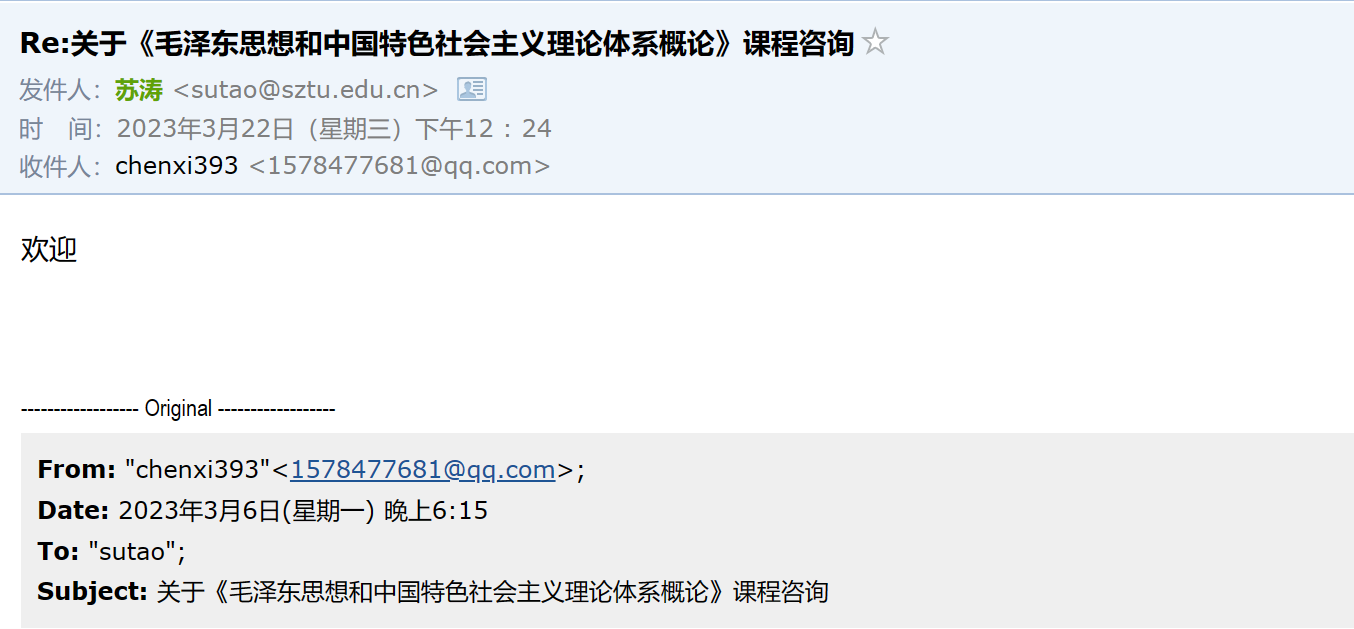 Re:关于《毛泽东思想和中国特色社会主义理论体系概论》课程咨询
发件人：苏涛 <sutao@sztu.edu.cn>
时　间：2023年3月22日（星期三）下午12：24
收件人：chenxi393 <1578477681@qq.com>
欢迎
------------------ Original ------------------
From: "chenxi393"<1578477681@qq.com>;
Date: 2023年3月6日(星期一) 晚上6:15
To: "sutao";
Subject: 关于《毛泽东思想和中国特色社会主义理论体系概论》课程咨询